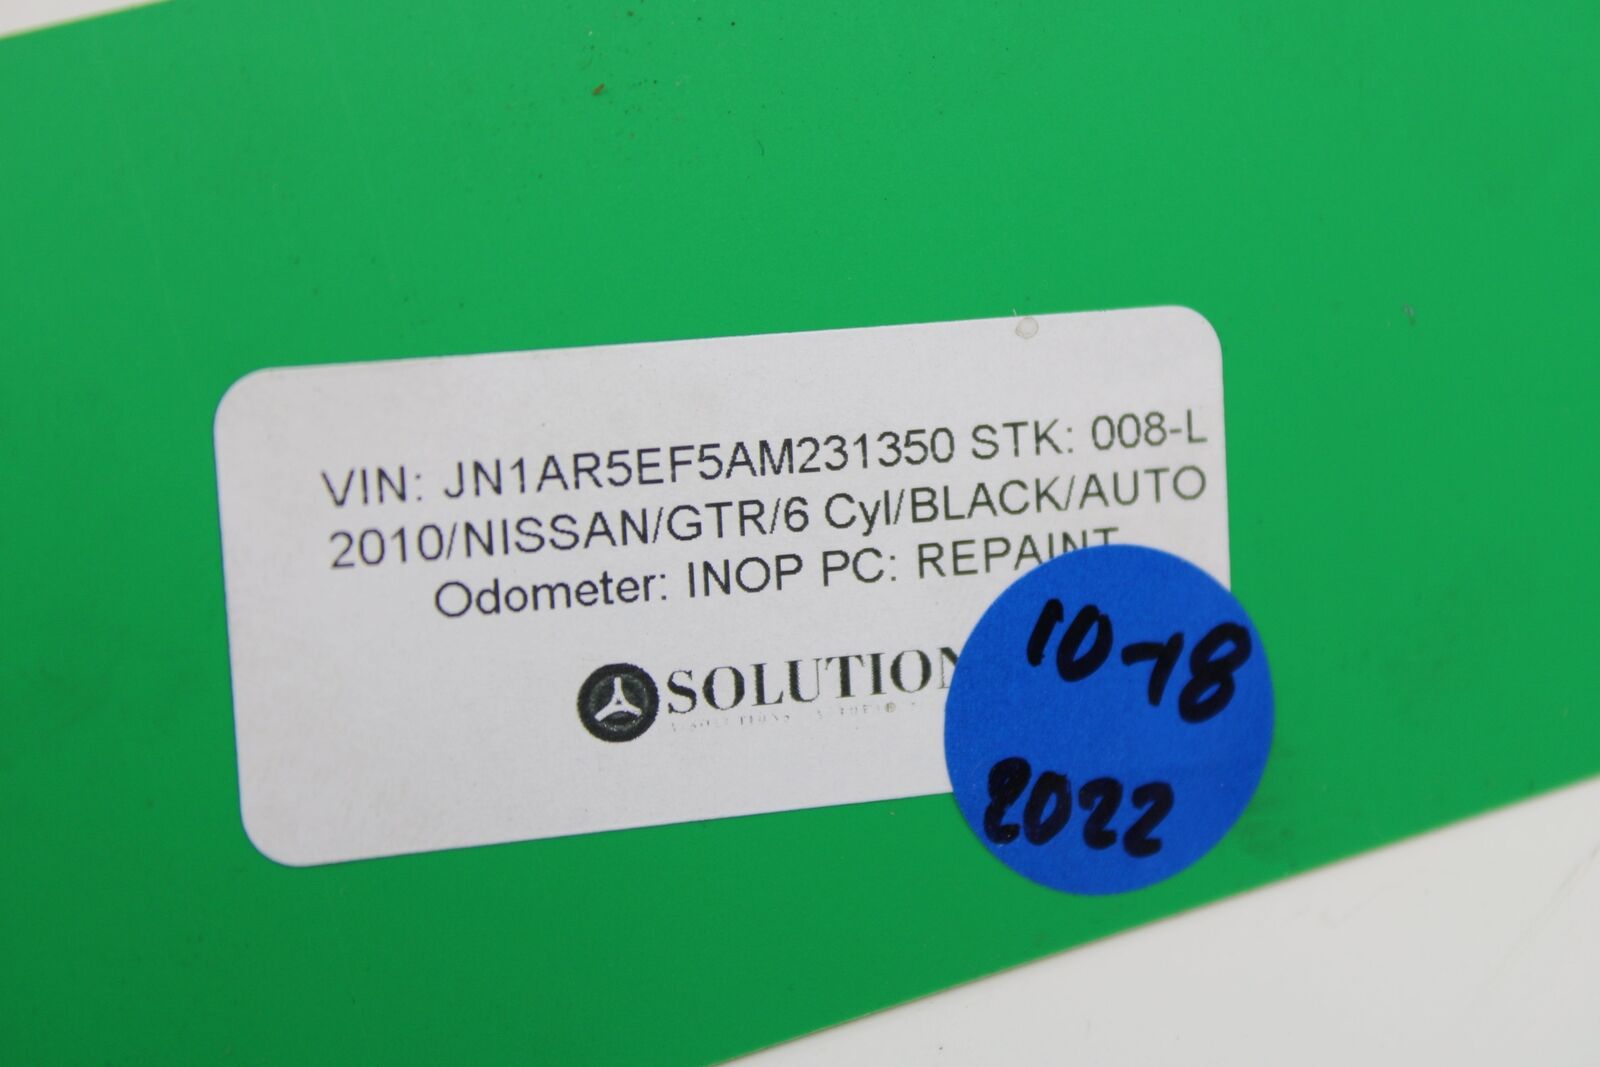 VIN: JN1AR5EF5AM231350 STK: 008-L
2010/NISSAN/GTR/6 Cyl/BLACK/AUTO
Odometer: INOP PC: REPAINT
SOLUTION
10-18
2022